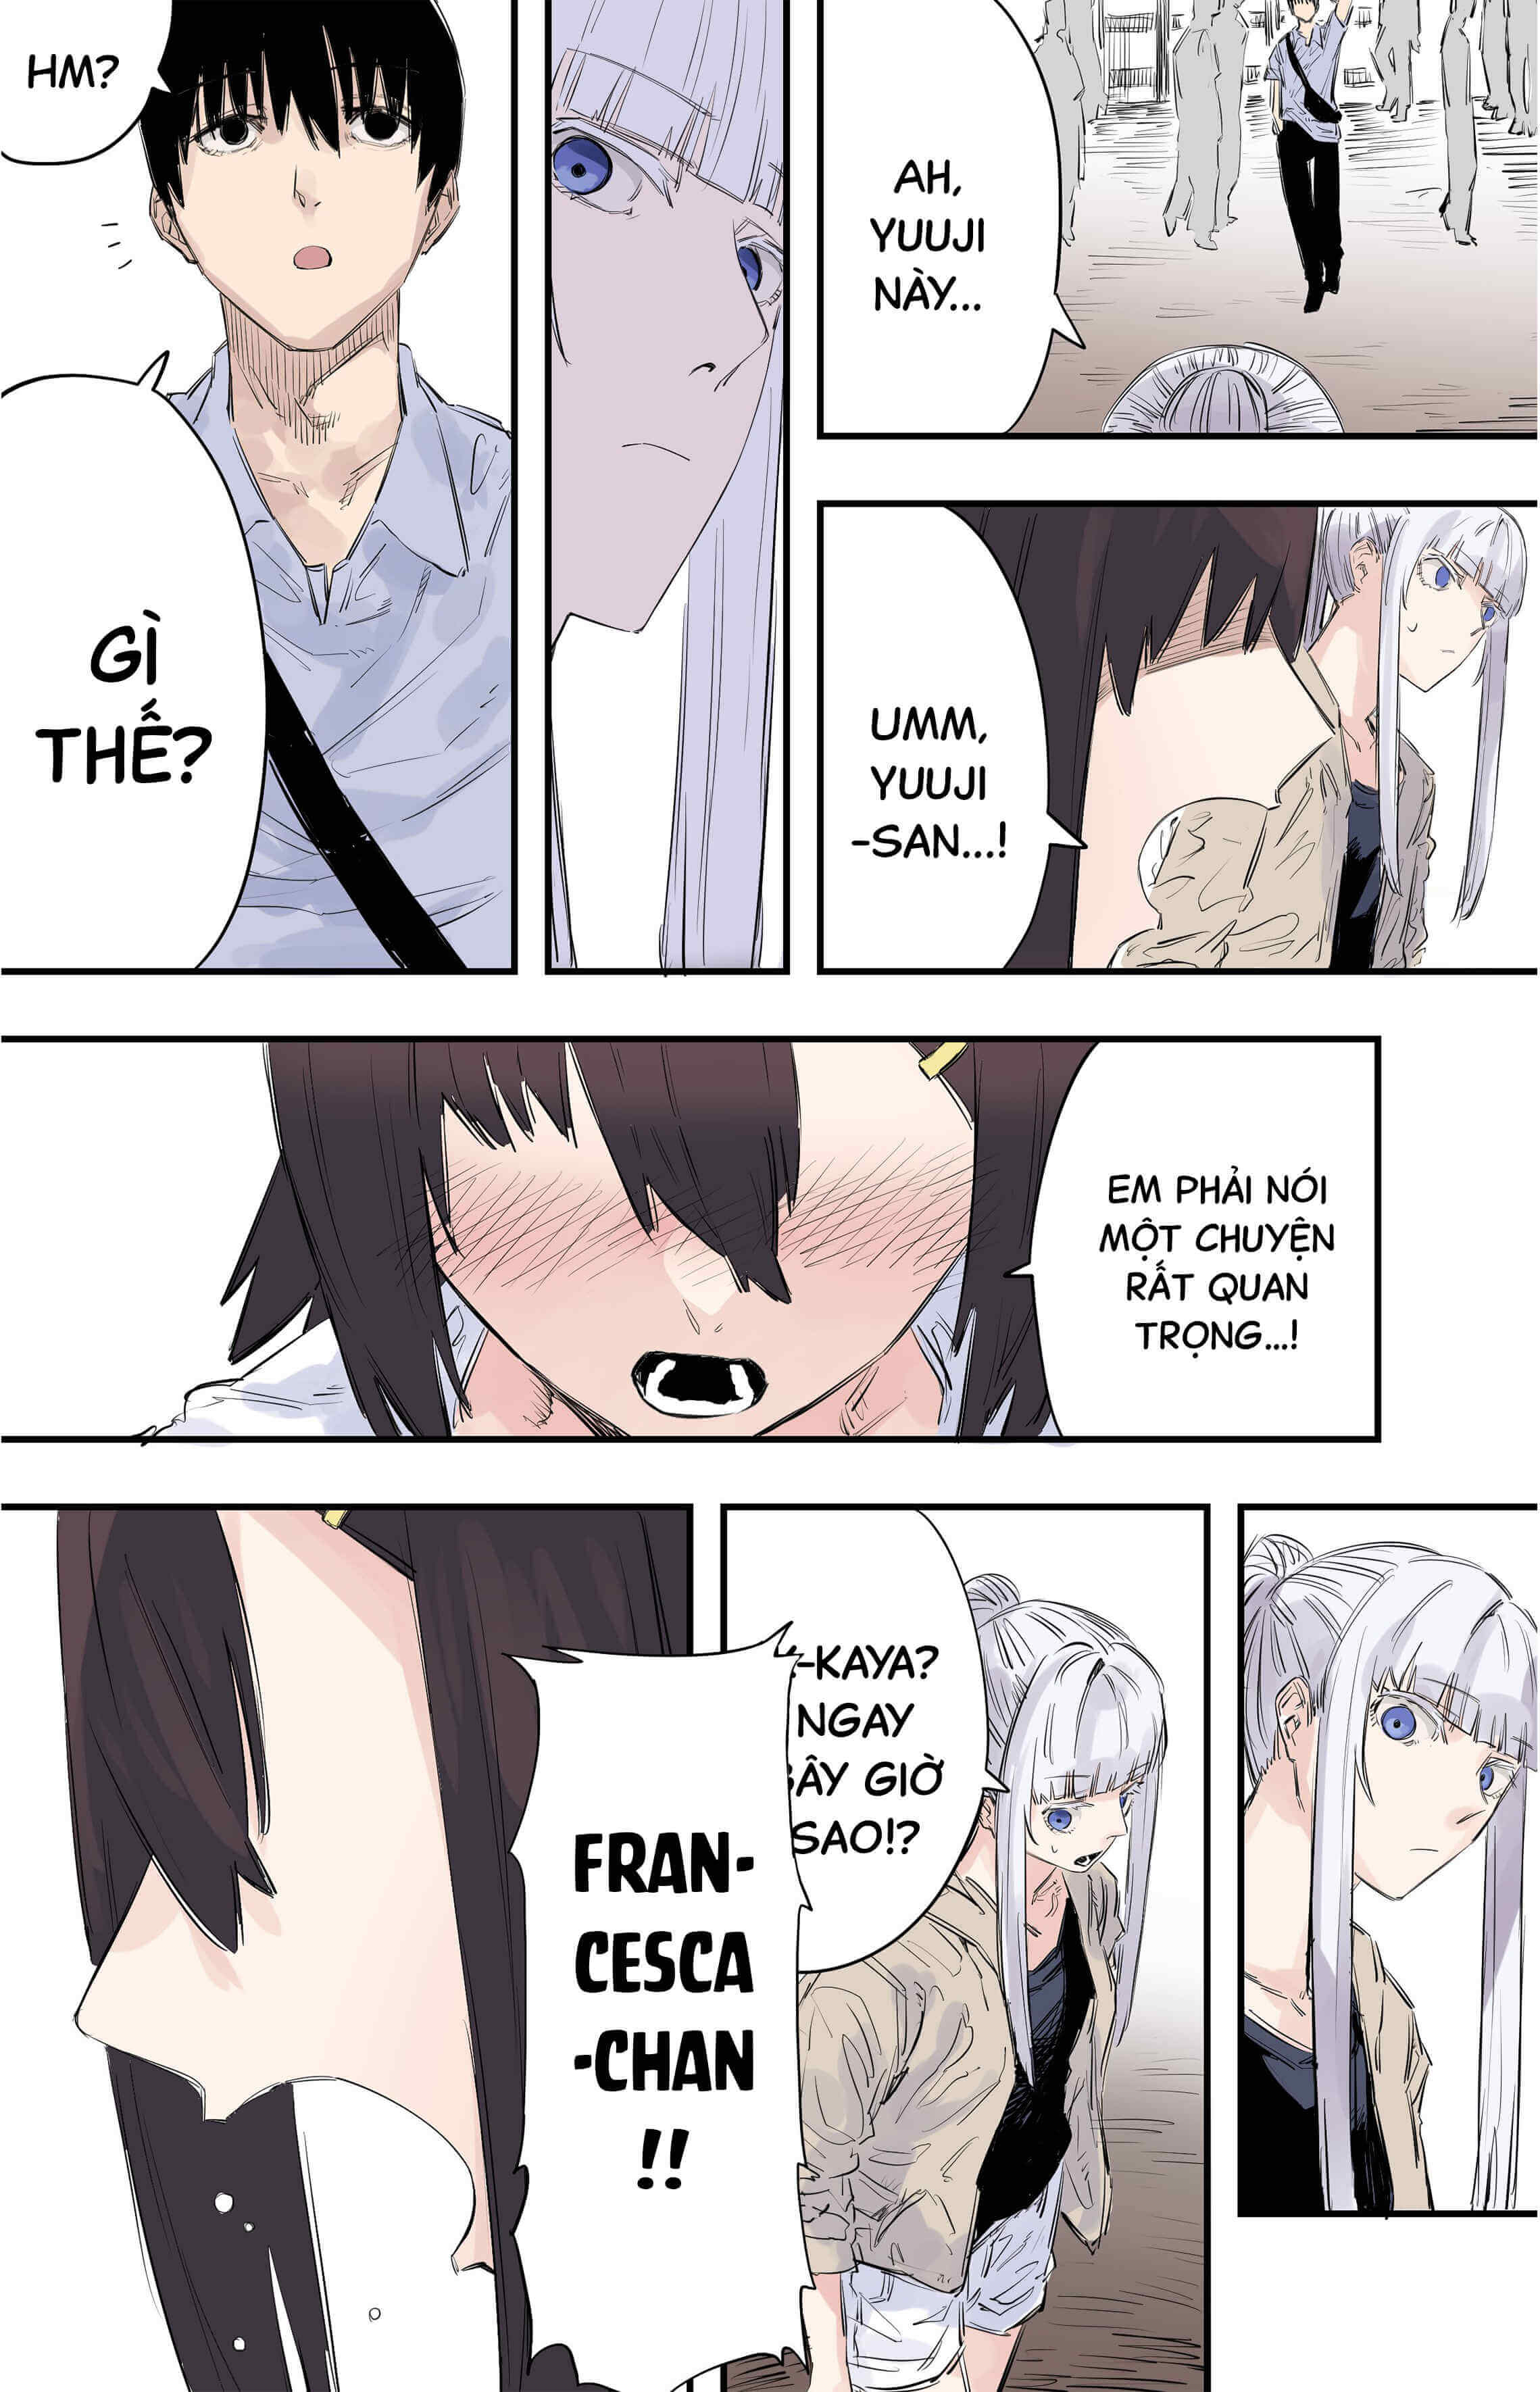 AH,
YUUJI
NÀY...
UMM,
YUUJI
-SAN...!
HM?
GÌ
THẾ?
EM PHẢI NÓI
MỘT CHUYỆN
RẤT QUAN
TRỌNG...!
-KAYA?
NGAY
BÂY GIỜ
SAO!?
FRAN-
CESCA
-CHAN
!!